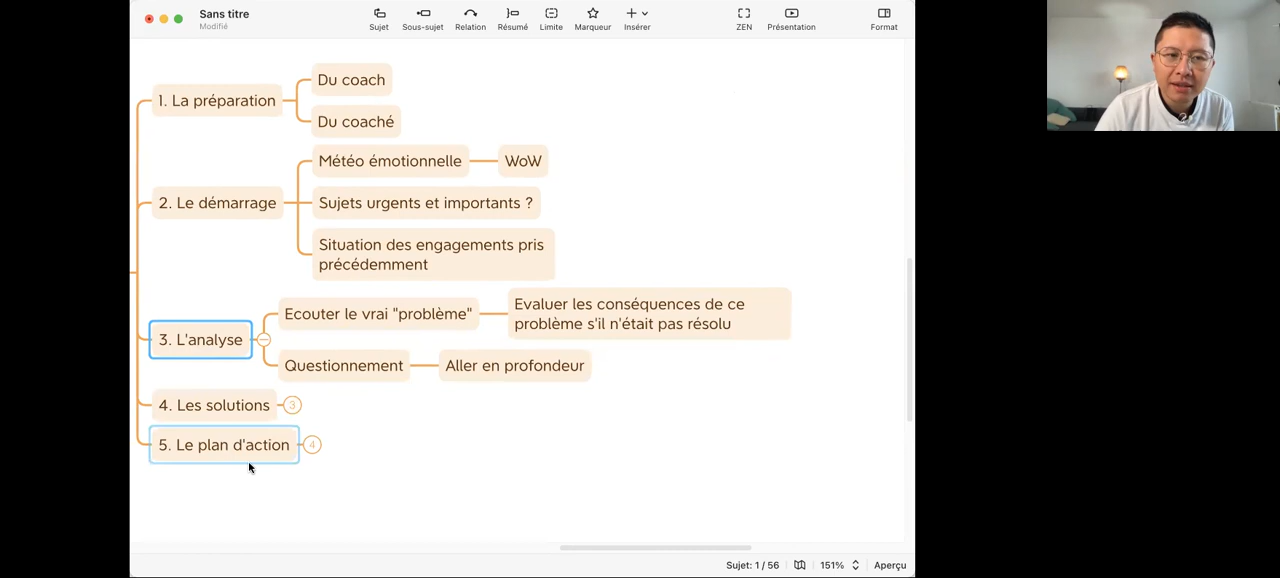 Sans titre
Modifié
Sujet
Sous-sujet
Relation
Résumé
Limite
Marqueur
Insérer
ZEN
Présentation
Format
1. La préparation
Du coach
Du coaché
2. Le démarrage
Météo émotionnelle
WoW
Sujets urgents et importants ?
Situation des engagements pris
précédemment
3. L'analyse
Ecouter le vrai "problème"
Evaluer les conséquences de ce
problème s'il n'était pas résolu
Questionnement
Aller en profondeur
4. Les solutions
3
5. Le plan d'action
4
Sujet: 1 / 56
151%
Aperçu